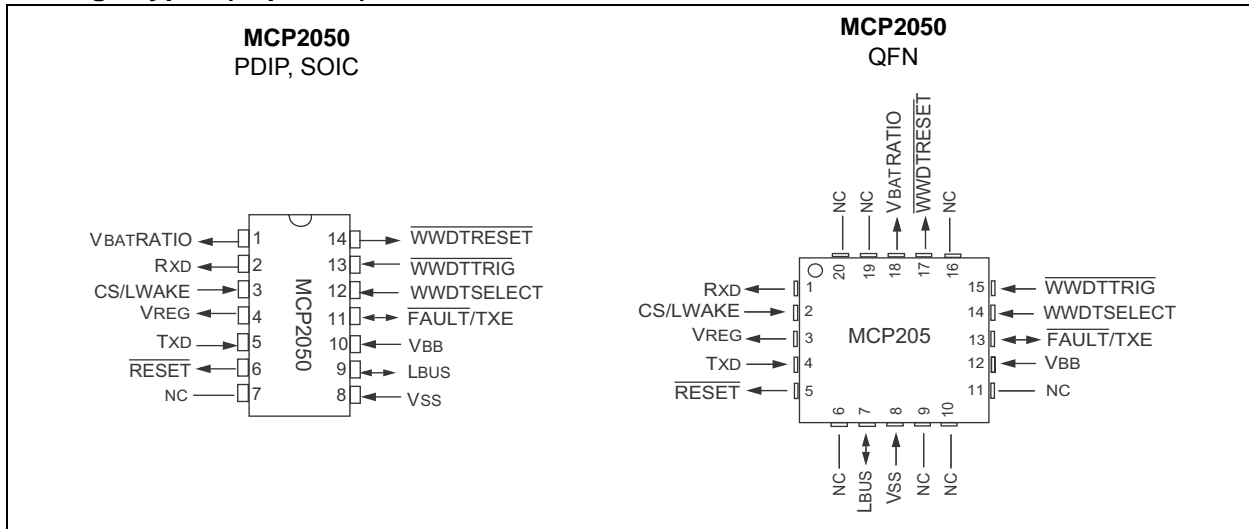 MCP2050
PDIP, SOIC
VBATRATIO
RXD
CS/LWAKE
VREG
TXD
RESET
NC
1
2
3
4
5
6
7
MCP2050
14
13
12
11
10
9
8
WWDTRESET
WWDTTRIG
WWDTSELECT
FAULT/TXE
VBB
LBUS
VSS
MCP2050
QFN
NC
NC
VBATRATIO
WWDTRESET
NC
20
19
18
17
16
RXD
CS/LWAKE
VREG
TXD
RESET
1
2
3
4
5
MCP205
15
14
13
12
11
WWDTTRIG
WWDTSELECT
FAULT/TXE
VBB
NC
6
7
8
9
10
NC
LBUS
VSS
NC
NC